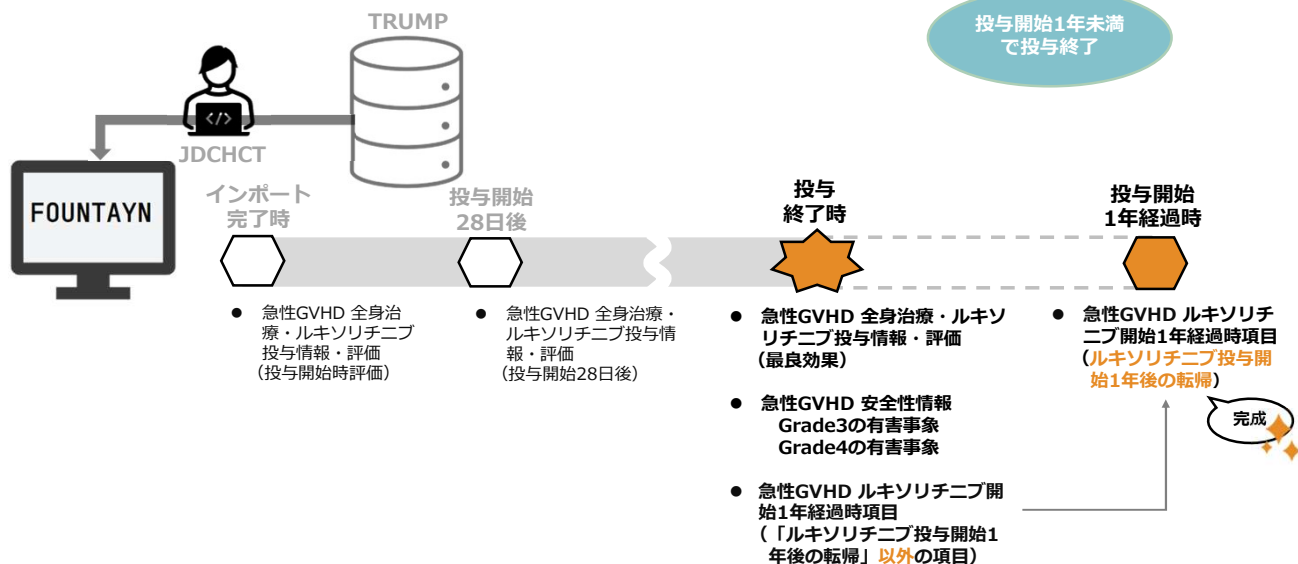 TRUMP
投与開始1年未満
で投与終了
</>
JDCHCT
FOUNTAYN
インポート
完了時
投与開始
28日後
投与
終了時
投与開始
1年経過時
● 急性GVHD 全身治
療・ルキソリチニブ
投与情報・評価
（投与開始時評価）
● 急性GVHD 全身治療・
ルキソリチニブ投与情
報・評価
（投与開始28日後）
● 急性GVHD 全身治療・ルキソ
リチニブ投与情報・評価
（最良効果）
● 急性GVHD 安全性情報
Grade3の有害事象
Grade4の有害事象
● 急性GVHD ルキソリチニブ開
始1年経過時項目
（「ルキソリチニブ投与開始1
年後の転帰」以外の項目）
● 急性GVHD ルキソリチ
ニブ開始1年経過時項目
（ルキソリチニブ投与開
始1年後の転帰）
完成